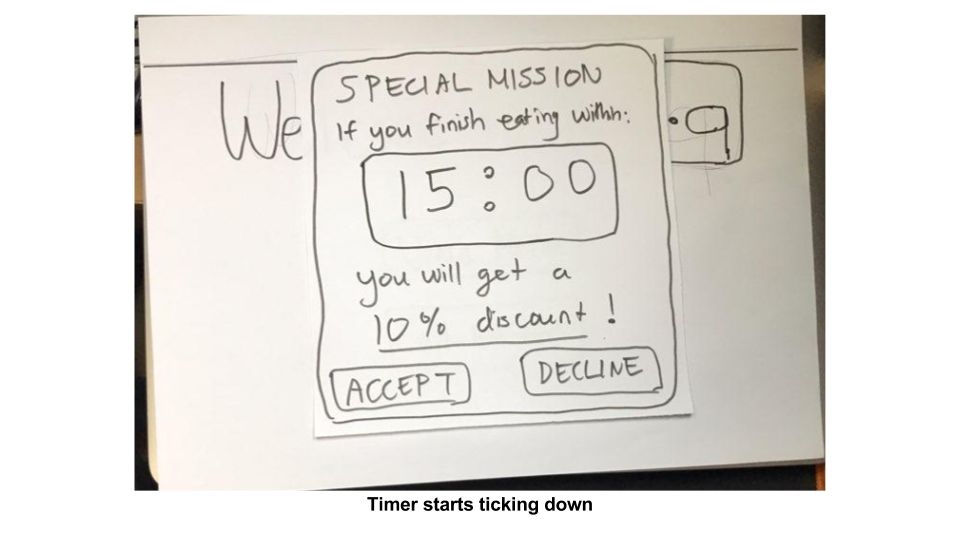 SPECIAL MISSION
We
If you finish eating within:
15:00
you will get a
10% discount!
ACCEPT
DECLINE
Timer starts ticking down